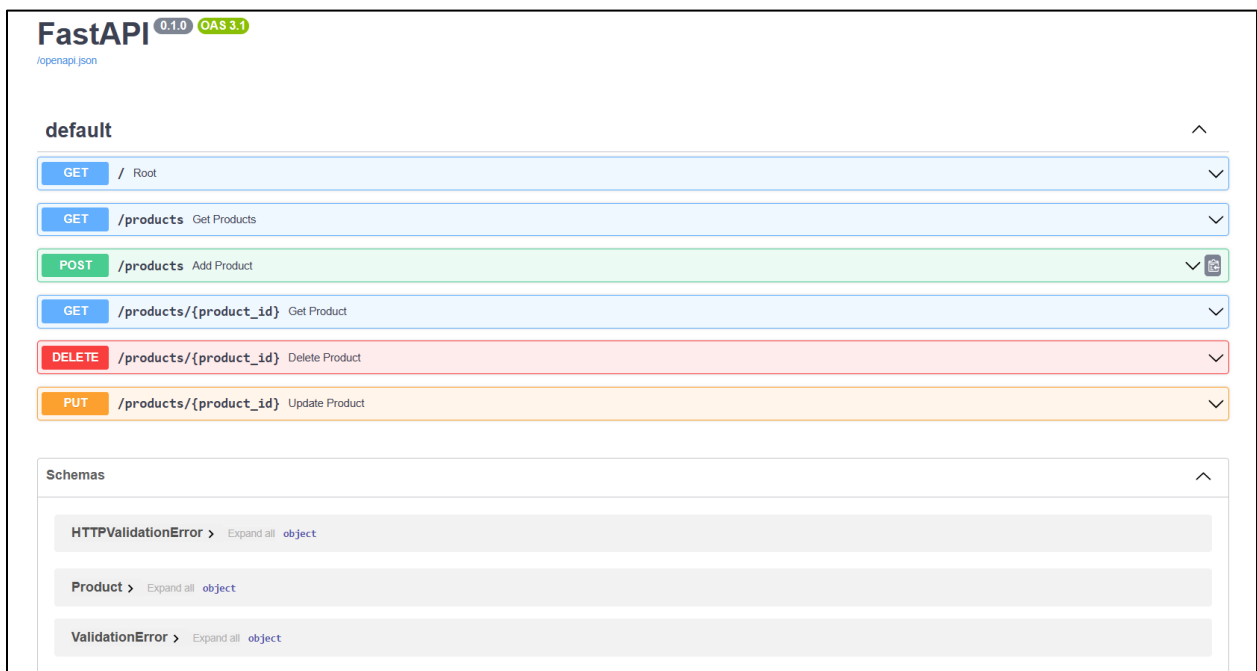 FastAPI 0.1.0 OAS 3.1
/openapi.json
default
GET / Root
GET /products Get Products
POST /products Add Product
GET /products/{product_id} Get Product
DELETE /products/{product_id} Delete Product
PUT /products/{product_id} Update Product
Schemas
HTTPValidationError Expand all object
Product Expand all object
ValidationError Expand all object